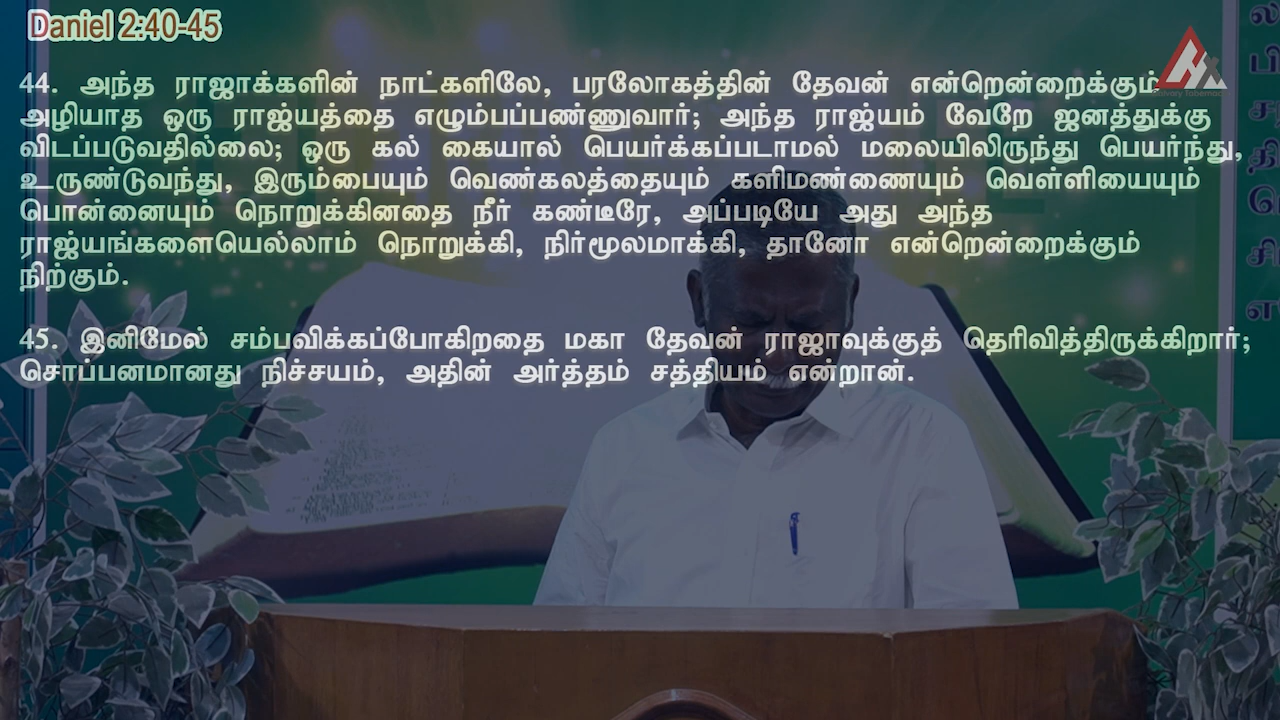 Daniel 2:40-45
44. அந்த ராஜாக்களின் நாட்களிலே, பரலோகத்தின் தேவன் என்றென்றைக்கும்
அழியாத ஒரு ராஜ்யத்தை எழும்பப்பண்ணுவார்; அந்த ராஜ்யம் வேறே ஜனத்துக்கு
விடப்படுவதில்லை; ஒரு கல் கையால் பெயர்க்கப்படாமல் மலையிலிருந்து பெயர்ந்து,
உருண்டுவந்து, இரும்பையும் வெண்கலத்தையும் களிமண்ணையும் வெள்ளியையும்
பொன்னையும் நொறுக்கினதை நீர் கண்டீரே, அப்படியே அது அந்த
ராஜ்யங்களையெல்லாம் நொறுக்கி, நிர்மூலமாக்கி, தானோ என்றென்றைக்கும்
நிற்கும்.
45. இனிமேல் சம்பவிக்கப்போகிறதை மகா தேவன் ராஜாவுக்குத் தெரிவித்திருக்கிறார்;
சொப்பனமானது நிச்சயம், அதின் அர்த்தம் சத்தியம் என்றான்.